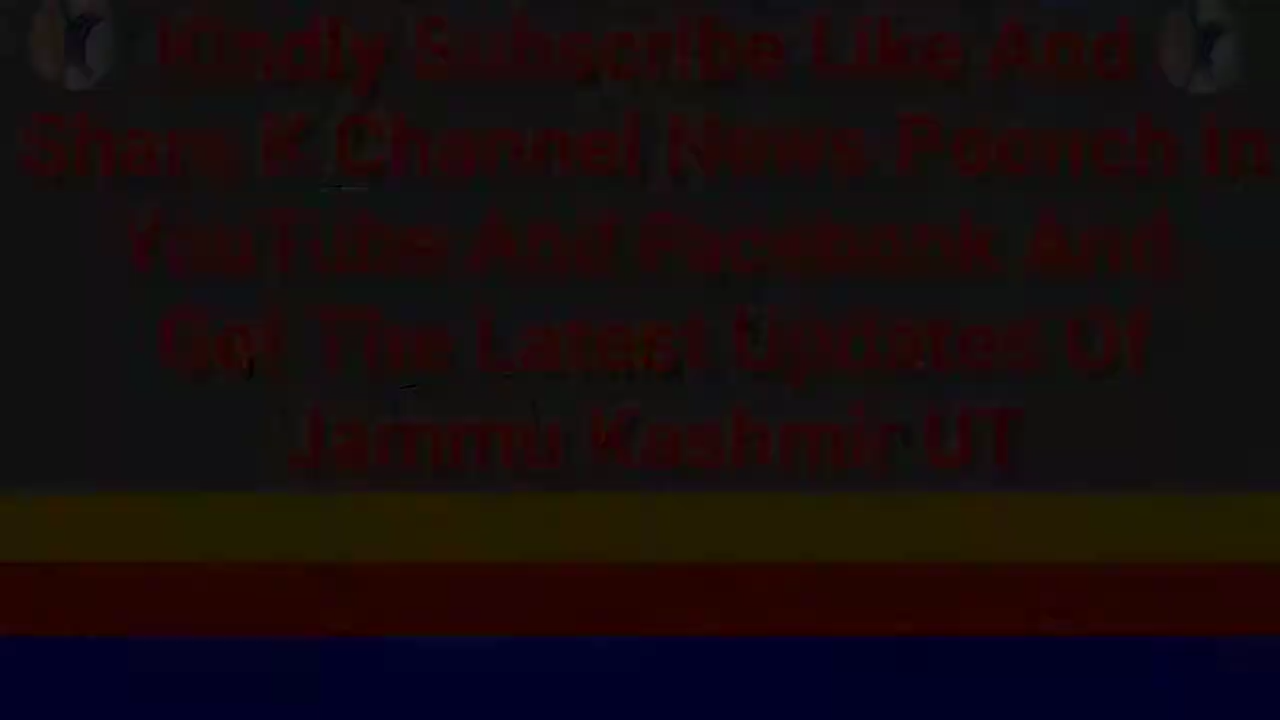 Kindly Subscribe Like And
Share K Channel News Poonch In
YouTube And Facebook And
Get The Latest Updates Of
Jammu Kashmir UT